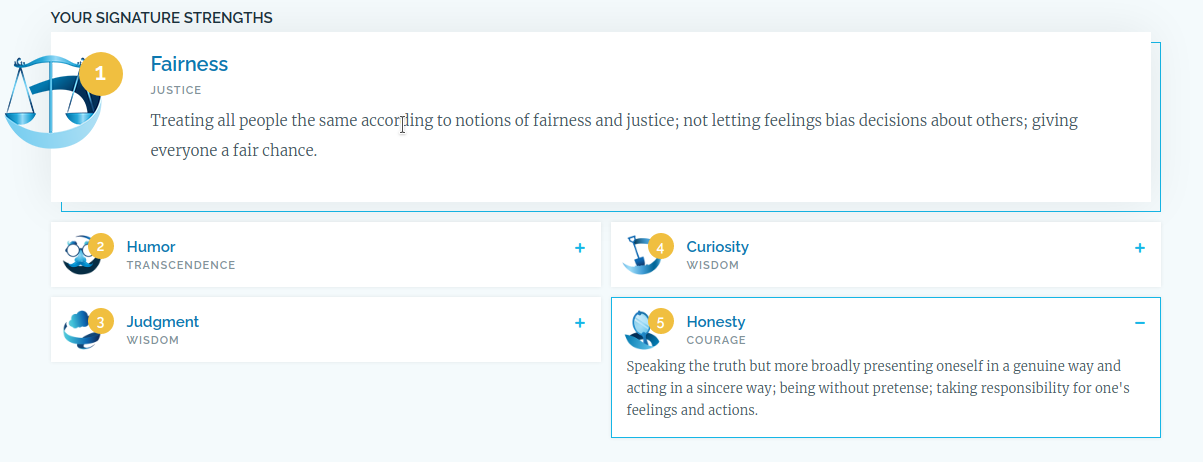 YOUR SIGNATURE STRENGTHS
1
Fairness
JUSTICE
Treating all people the same according to notions of fairness and justice; not letting feelings bias decisions about others; giving
everyone a fair chance.
2
Humor
TRANSCENDENCE
+
3
Judgment
WISDOM
+
4
Curiosity
WISDOM
+
5
Honesty
COURAGE
−
Speaking the truth but more broadly presenting oneself in a genuine way and
acting in a sincere way; being without pretense; taking responsibility for one's
feelings and actions.